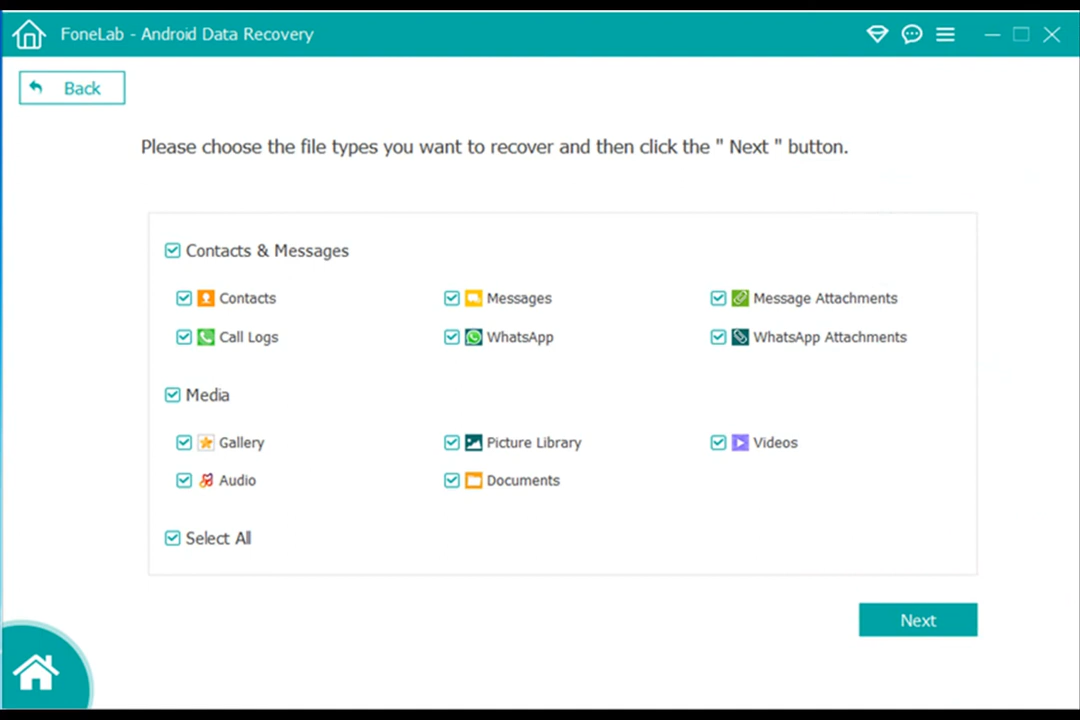 FoneLab - Android Data Recovery
Back
Please choose the file types you want to recover and then click the " Next " button.
Contacts & Messages
Contacts Messages Message Attachments
Call Logs WhatsApp WhatsApp Attachments
Media
Gallery Picture Library Videos
Audio Documents
Select All
Next